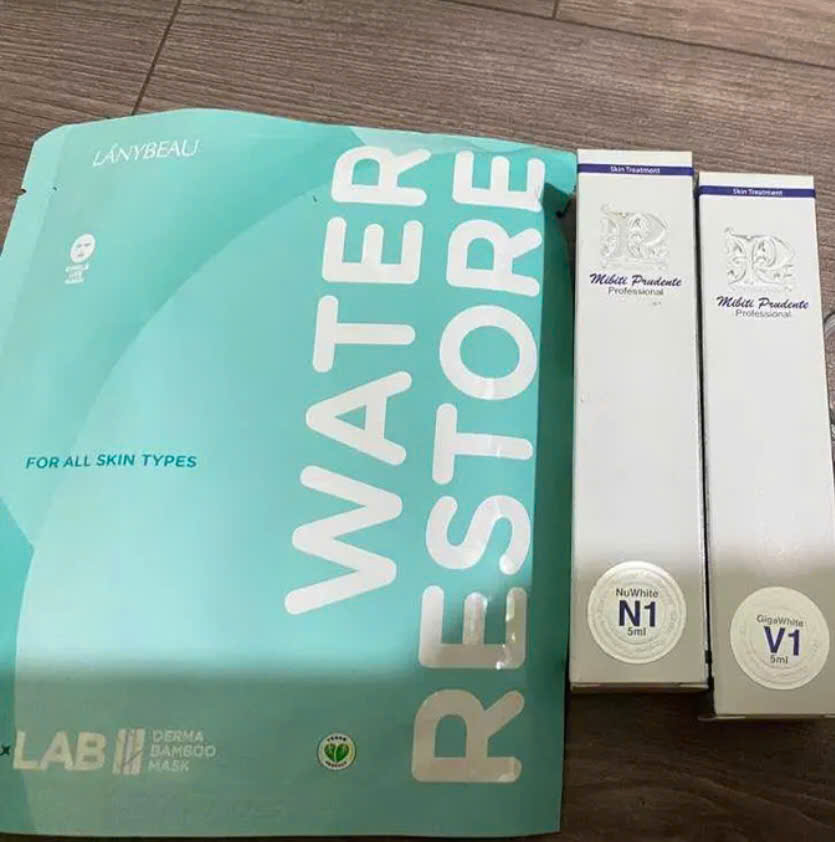 LÁNYBEAU
WATER
RESTORE
FOR ALL SKIN TYPES
LAB
DERMA
BAMBOO
MASK
Skin Treatment
Mibiti Prudente
Professional
NuWhite
N1
5ml
Skin Treatment
Mibiti Prudente
Professional
GigaWhite
V1
5ml